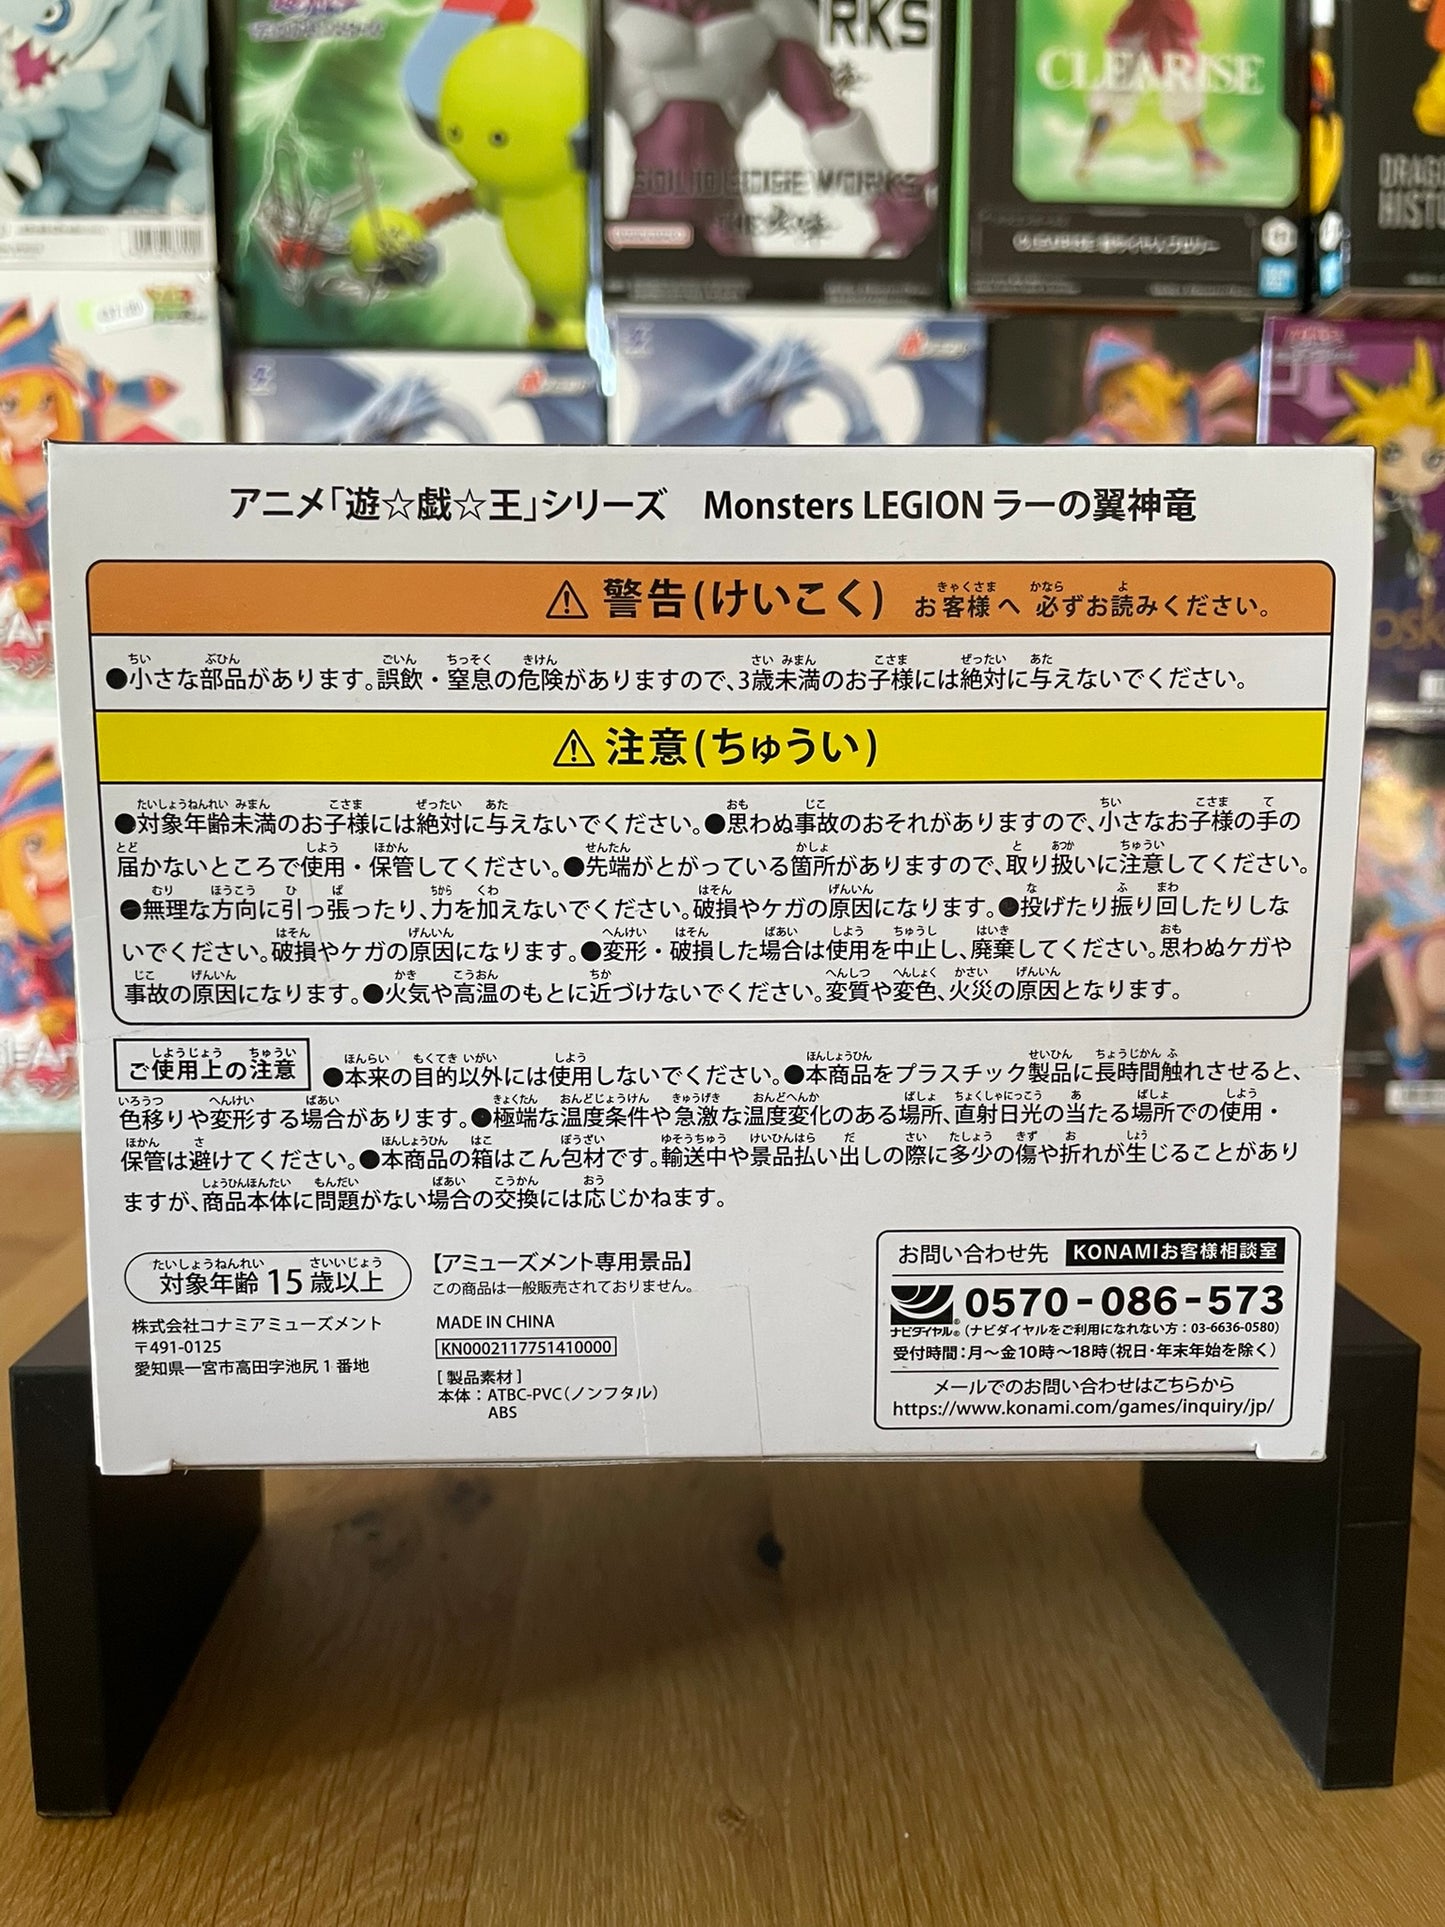 RKS
CLEARISE
SOLID EDGE WORKS
DRAG
HISTO
アニメ「遊☆戯☆王」シリーズ Monsters LEGION ラーの翼神竜
⚠ 警告(けいこく) お客様へ 必ずお読みください。
●小さな部品があります。誤飲・窒息の危険がありますので、3歳未満のお子様には絶対に与えないでください。
⚠ 注意(ちゅうい)
●対象年齢未満のお子様には絶対に与えないでください。●思わぬ事故のおそれがありますので、小さなお子様の手の
届かないところで使用・保管してください。●先端がとがっている箇所がありますので、取り扱いに注意してください。
●無理な方向に引っ張ったり、力を加えないでください。破損やケガの原因になります。●投げたり振り回したりしな
いでください。破損やケガの原因になります。●変形・破損した場合は使用を中止し、廃棄してください。思わぬケガや
事故の原因になります。●火気や高温のもとに近づけないでください。変質や変色、火災の原因となります。
ご使用上の注意 ●本来の目的以外には使用しないでください。●本商品をプラスチック製品に長時間触れさせると、
色移りや変形する場合があります。●極端な温度条件や急激な温度変化のある場所、直射日光の当たる場所での使用・
保管は避けてください。●本商品の箱はこん包材です。輸送中や景品払い出しの際に多少の傷や折れが生じることがあり
ますが、商品本体に問題がない場合の交換には応じかねます。
対象年齢 15 歳以上
株式会社コナミアミューズメント
〒491-0125
愛知県一宮市高田字池尻1番地
【アミューズメント専用景品】
この商品は一般販売されておりません。
MADE IN CHINA
KN0002117751410000
[ 製品素材 ]
本体：ATBC-PVC(ノンフタル)
ABS
お問い合わせ先 KONAMIお客様相談室
ナビダイヤル® 0570-086-573
(ナビダイヤルをご利用になれない方：03-6636-0580)
受付時間：月～金10時～18時(祝日・年末年始を除く)
メールでのお問い合わせはこちらから
https://www.konami.com/games/inquiry/jp/